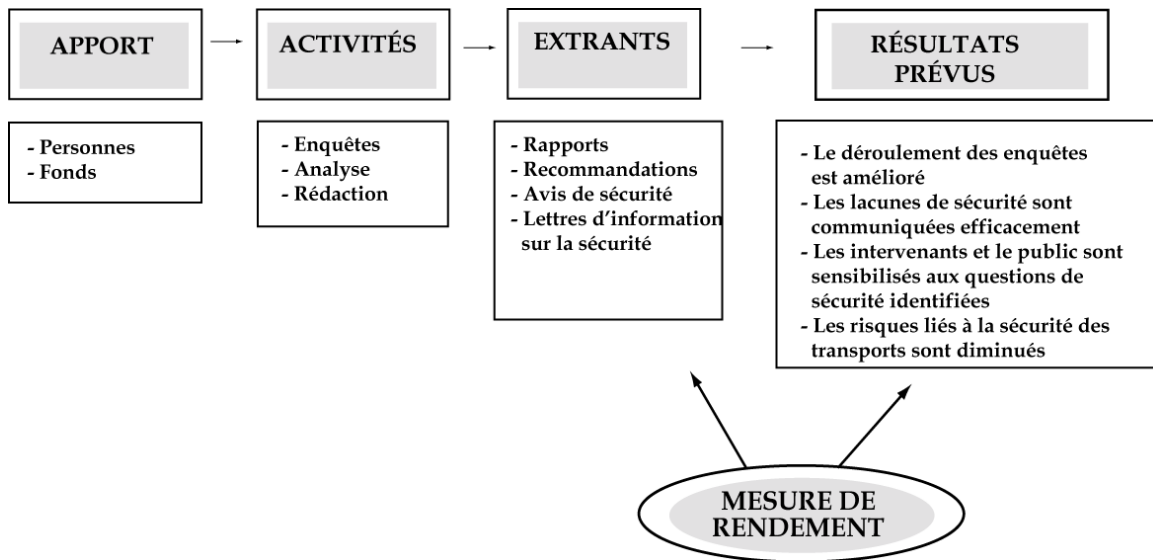 APPORT
ACTIVITÉS
EXTRANTS
RÉSULTATS
PRÉVUS
- Personnes
- Fonds
- Enquêtes
- Analyse
- Rédaction
- Rapports
- Recommandations
- Avis de sécurité
- Lettres d'information
sur la sécurité
- Le déroulement des enquêtes
est amélioré
- Les lacunes de sécurité sont
communiquées efficacement
- Les intervenants et le public sont
sensibilisés aux questions de
sécurité identifiées
- Les risques liés à la sécurité des
transports sont diminués
MESURE DE
RENDEMENT